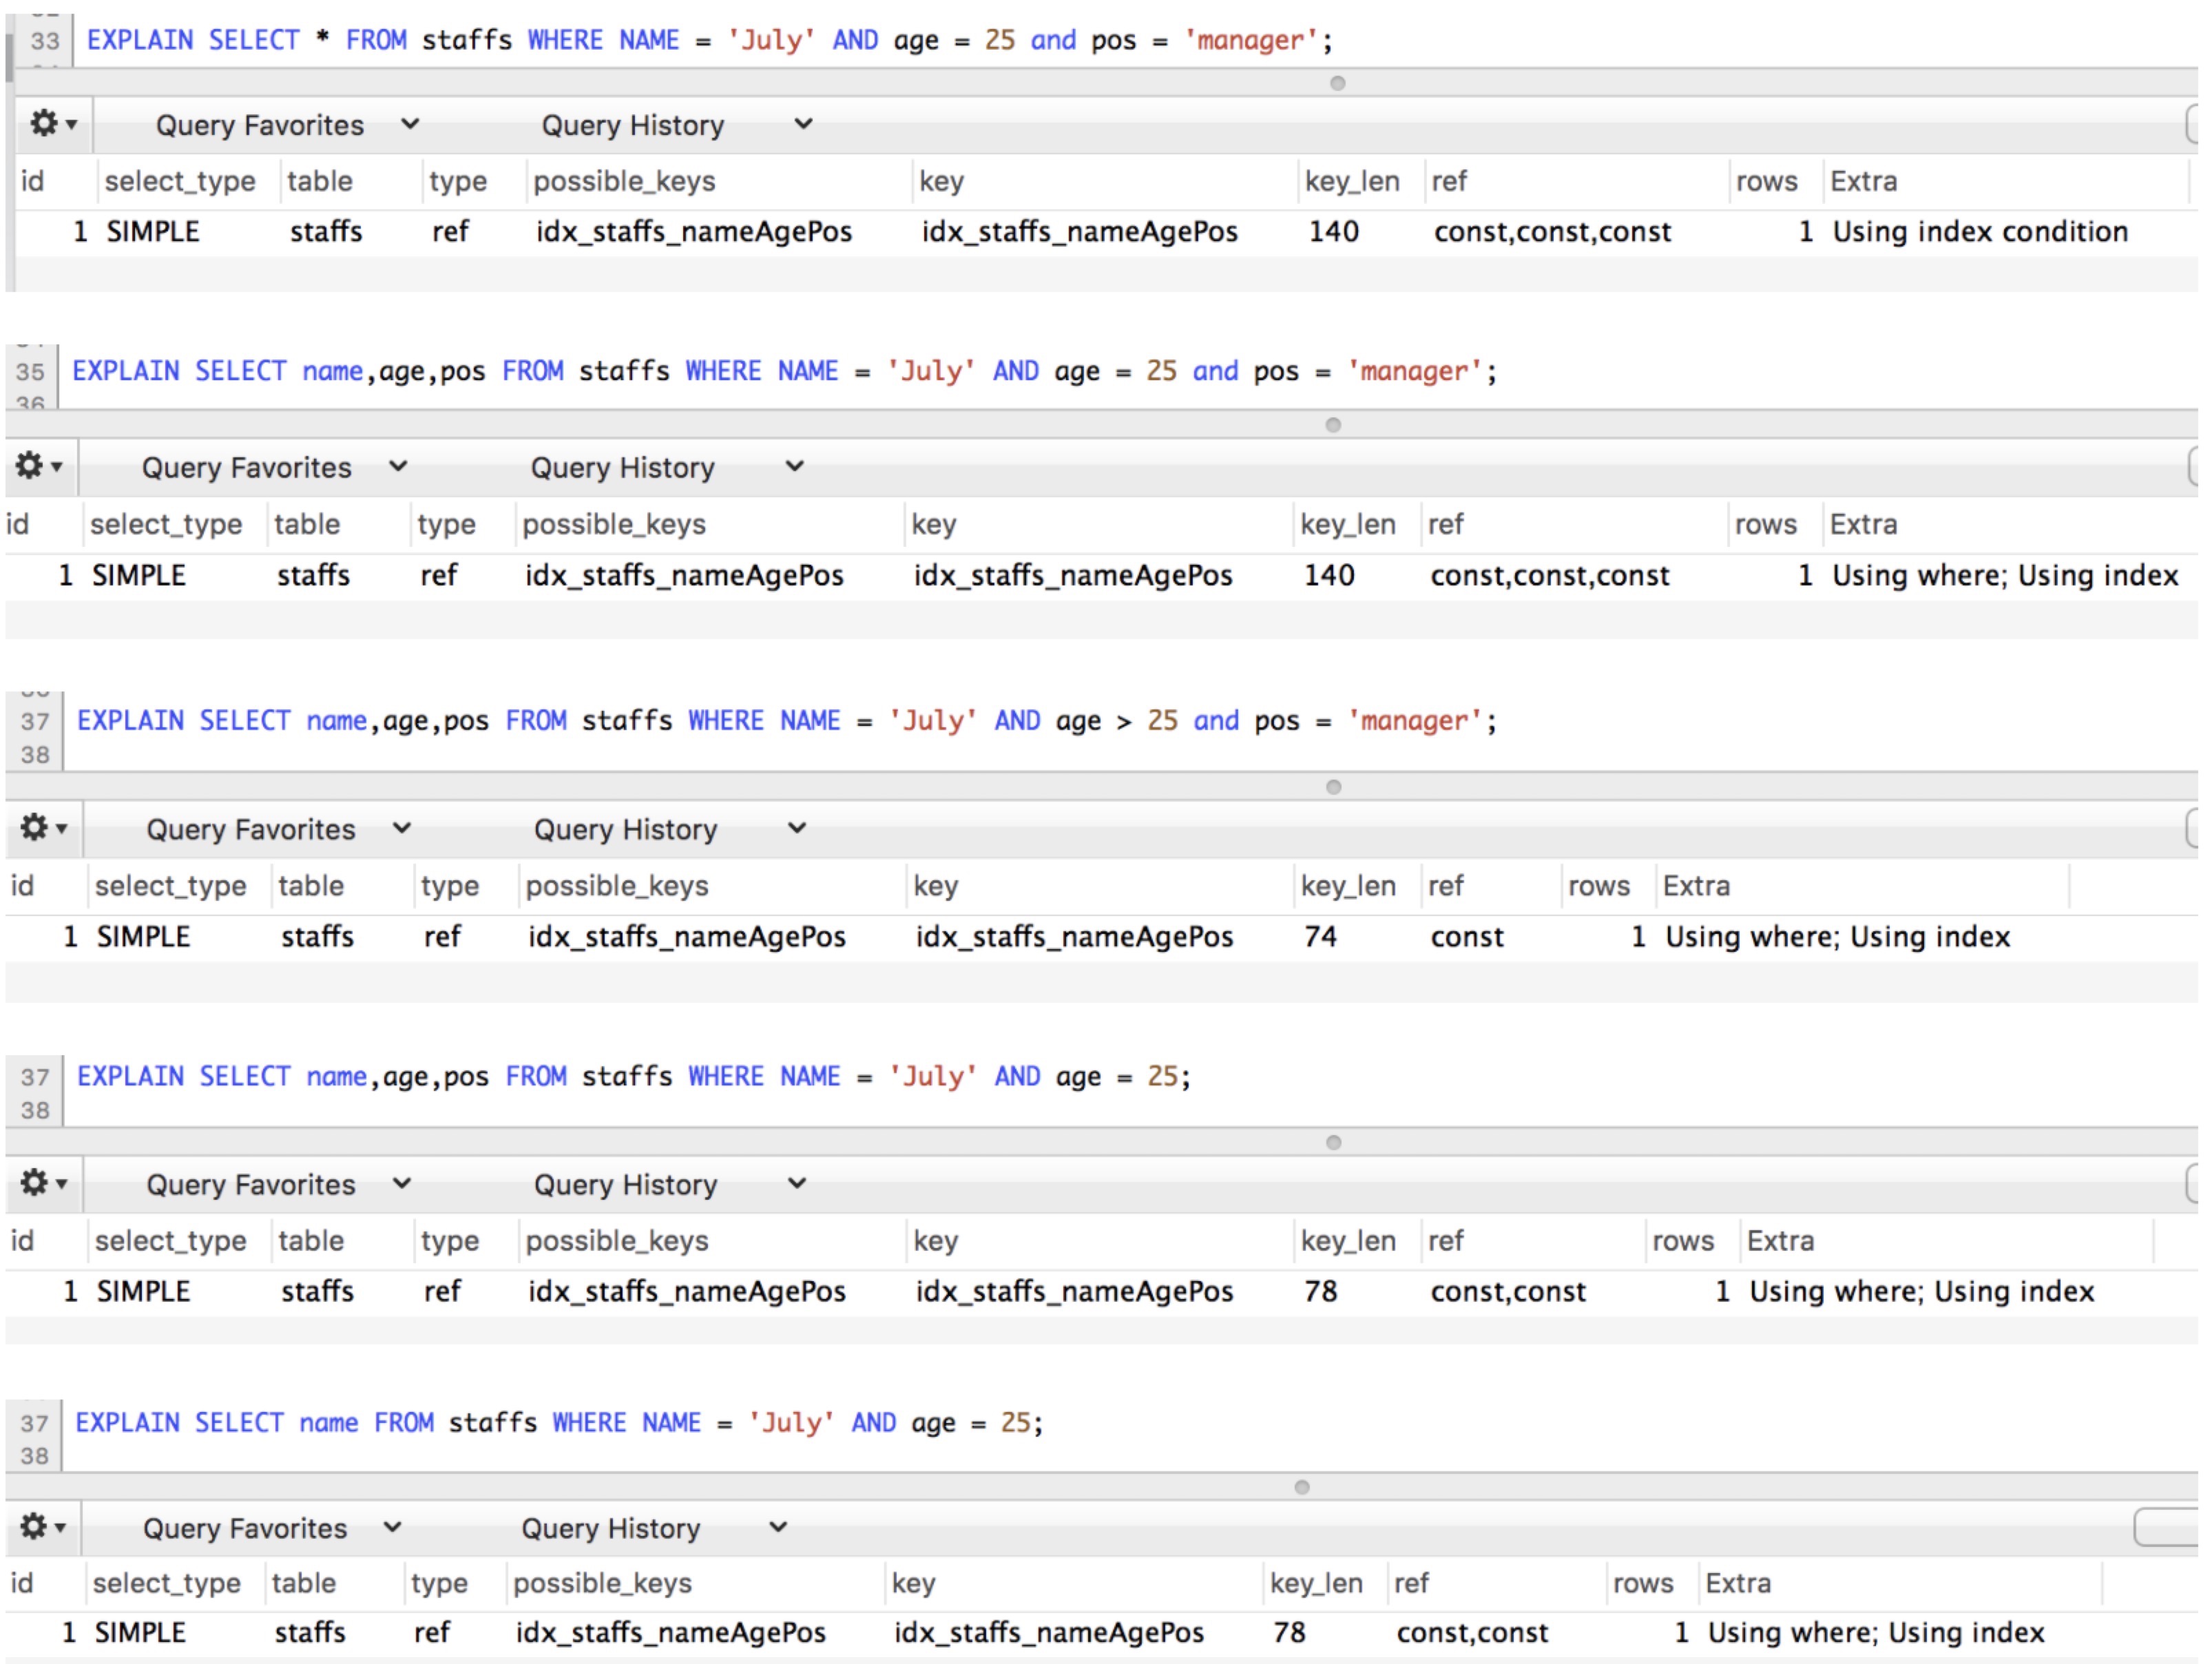 33 EXPLAIN SELECT * FROM staffs WHERE NAME = 'July' AND age = 25 and pos = 'manager';
Query Favorites Query History
id select_type table type possible_keys key key_len ref rows Extra
1 SIMPLE staffs ref idx_staffs_nameAgePos idx_staffs_nameAgePos 140 const,const,const 1 Using index condition
35 EXPLAIN SELECT name,age,pos FROM staffs WHERE NAME = 'July' AND age = 25 and pos = 'manager';
36
Query Favorites Query History
id select_type table type possible_keys key key_len ref rows Extra
1 SIMPLE staffs ref idx_staffs_nameAgePos idx_staffs_nameAgePos 140 const,const,const 1 Using where; Using index
37 EXPLAIN SELECT name,age,pos FROM staffs WHERE NAME = 'July' AND age > 25 and pos = 'manager';
38
Query Favorites Query History
id select_type table type possible_keys key key_len ref rows Extra
1 SIMPLE staffs ref idx_staffs_nameAgePos idx_staffs_nameAgePos 74 const 1 Using where; Using index
37 EXPLAIN SELECT name,age,pos FROM staffs WHERE NAME = 'July' AND age = 25;
38
Query Favorites Query History
id select_type table type possible_keys key key_len ref rows Extra
1 SIMPLE staffs ref idx_staffs_nameAgePos idx_staffs_nameAgePos 78 const,const 1 Using where; Using index
37 EXPLAIN SELECT name FROM staffs WHERE NAME = 'July' AND age = 25;
38
Query Favorites Query History
id select_type table type possible_keys key key_len ref rows Extra
1 SIMPLE staffs ref idx_staffs_nameAgePos idx_staffs_nameAgePos 78 const,const 1 Using where; Using index